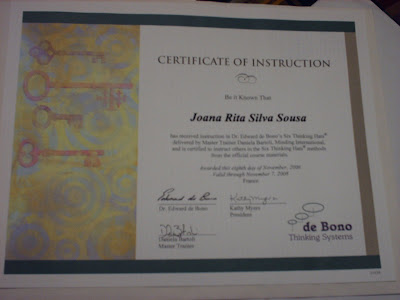 CERTIFICATE OF INSTRUCTION
Be it Known That
Joana Rita Silva Sousa
has received instruction in Dr. Edward de Bono's Six Thinking Hats®
delivered by Master Trainer Daniela Bartoli, Thinking International,
and is certified to instruct others in the Six Thinking Hats® methods
from the official course materials.
Awarded this eighth day of November, 2006
Valid through November 7, 2008
France
Dr. Edward de Bono
Kathy Myers
President
Daniela Bartoli
Master Trainer
de Bono
Thinking Systems